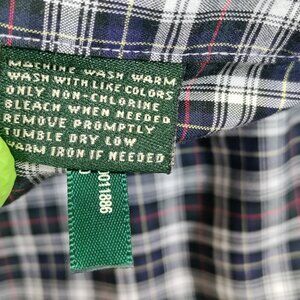 MACHINE WASH WARM
WASH WITH LIKE COLORS
ONLY NON-CHLORINE
BLEACH WHEN NEEDED
REMOVE PROMPTLY
TUMBLE DRY LOW
WARM IRON IF NEEDED
0011886